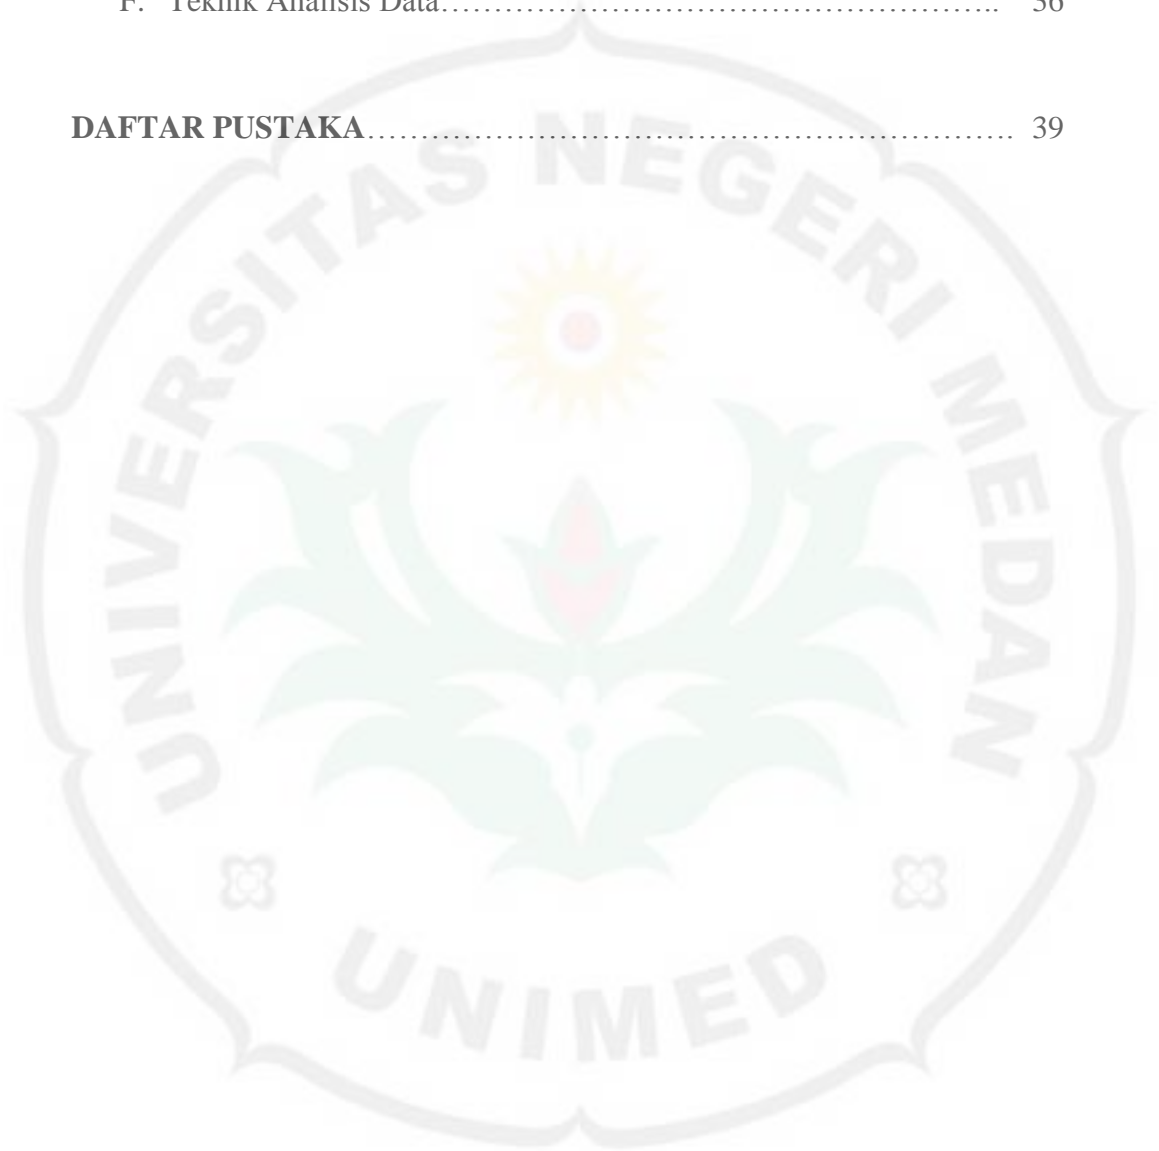 F. Teknik Analisis Data……………………………………………….. 36
DAFTAR PUSTAKA………………………………………………………. 39
UNIVERSITAS NEGERI MEDAN
UNIMED